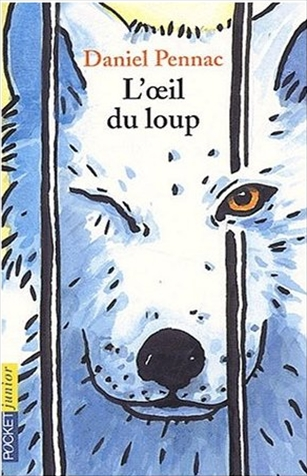 Daniel Pennac
L'œil
du loup
POCKET junior